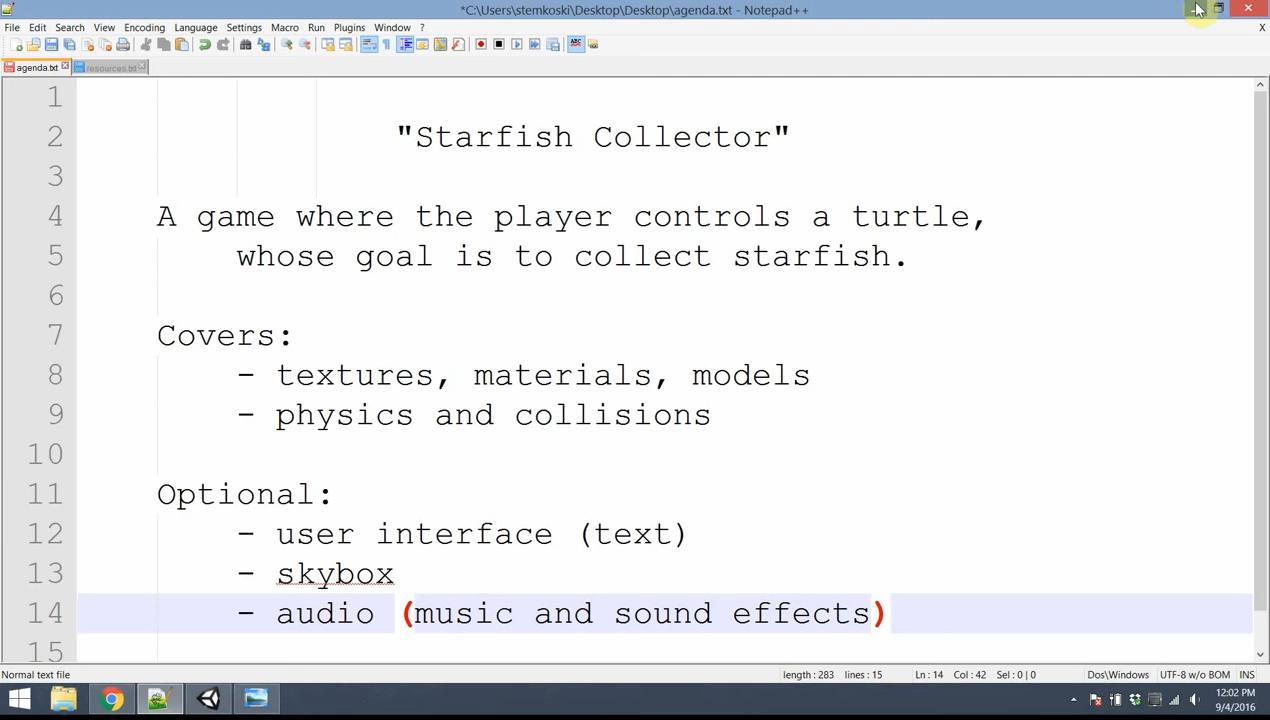 *C:\Users\stemkoski\Desktop\Desktop\agenda.txt - Notepad++
File Edit Search View Encoding Language Settings Macro Run Plugins Window ? X
agenda.txt resources.txt
1
2 "Starfish Collector"
3
4 A game where the player controls a turtle,
5 whose goal is to collect starfish.
6
7 Covers:
8 - textures, materials, models
9 - physics and collisions
10
11 Optional:
12 - user interface (text)
13 - skybox
14 - audio (music and sound effects)
15
Normal text file length : 283 lines : 15 Ln : 14 Col : 42 Sel : 0 | 0 Dos\Windows UTF-8 w/o BOM INS
12:02 PM
9/4/2016